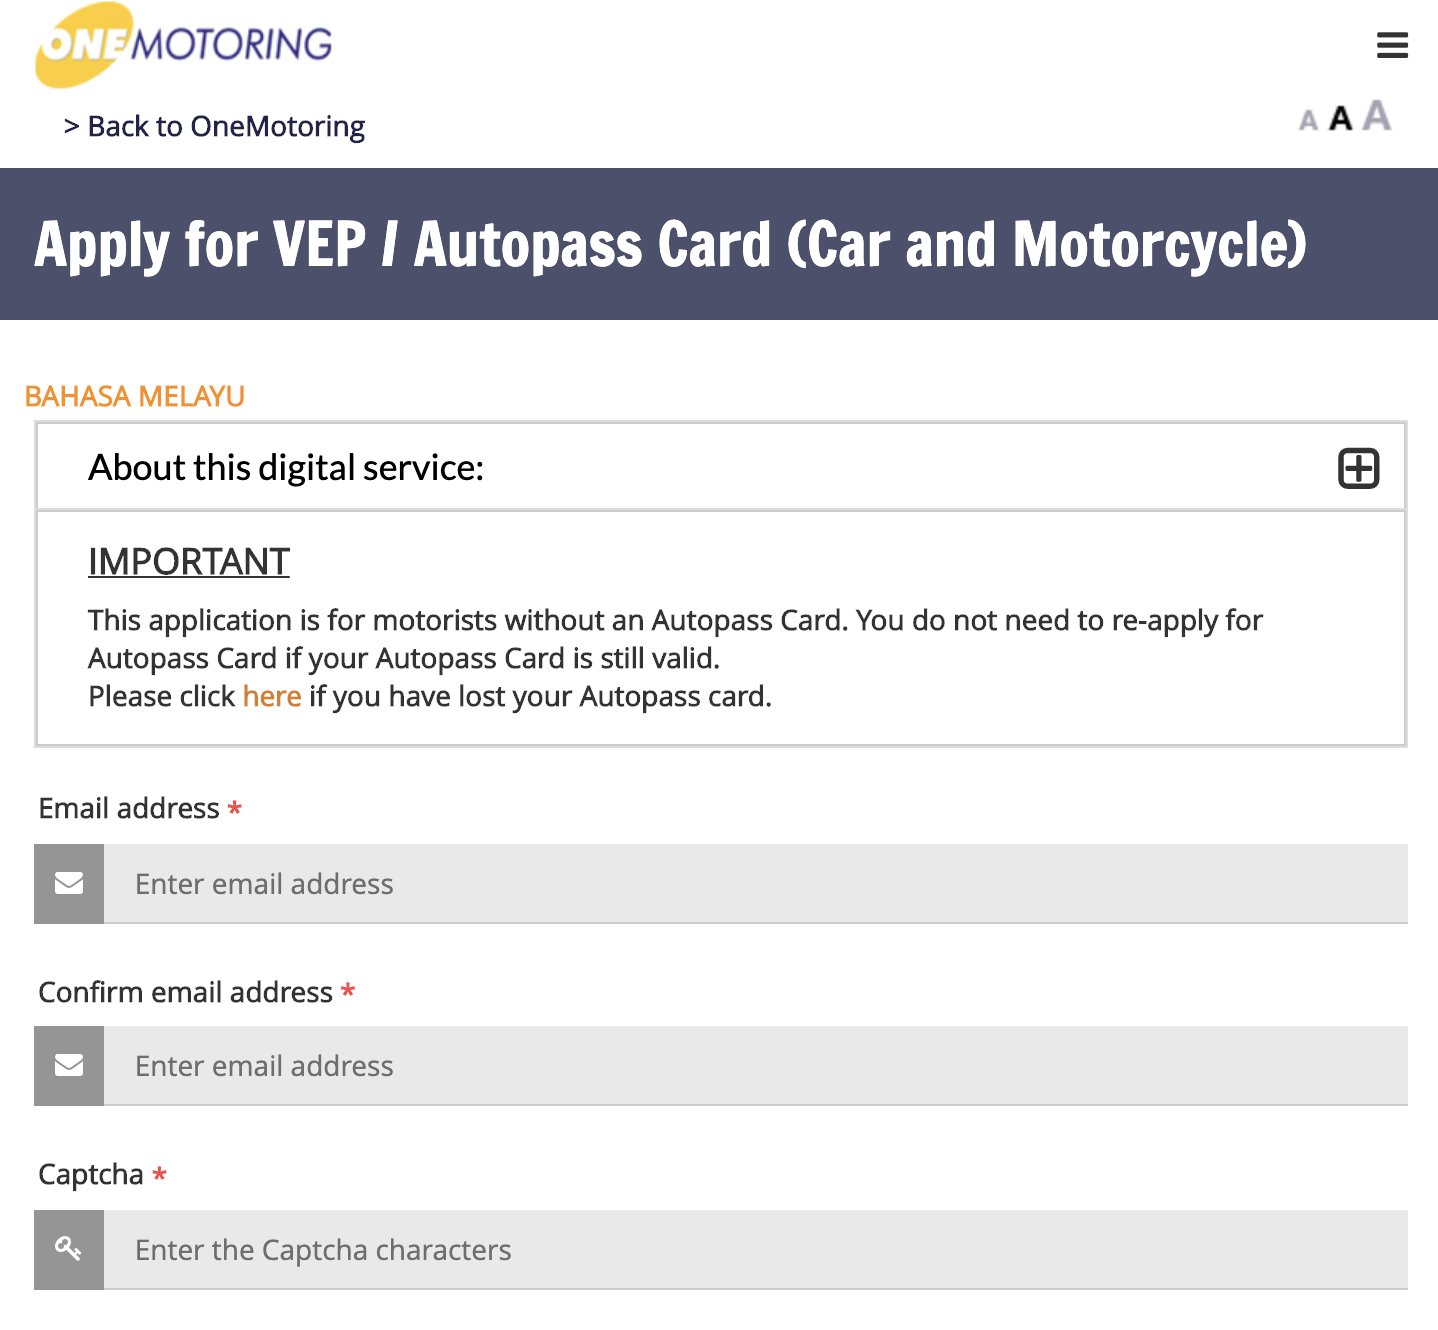 ONEMOTORING
> Back to OneMotoring
A A A
Apply for VEP / Autopass Card (Car and Motorcycle)
BAHASA MELAYU
About this digital service:
IMPORTANT
This application is for motorists without an Autopass Card. You do not need to re-apply for
Autopass Card if your Autopass Card is still valid.
Please click here if you have lost your Autopass card.
Email address *
Enter email address
Confirm email address *
Enter email address
Captcha *
Enter the Captcha characters